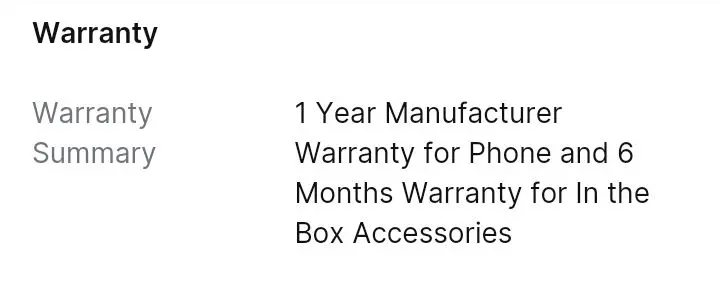 Warranty
Warranty Summary
1 Year Manufacturer
Warranty for Phone and 6
Months Warranty for In the
Box Accessories